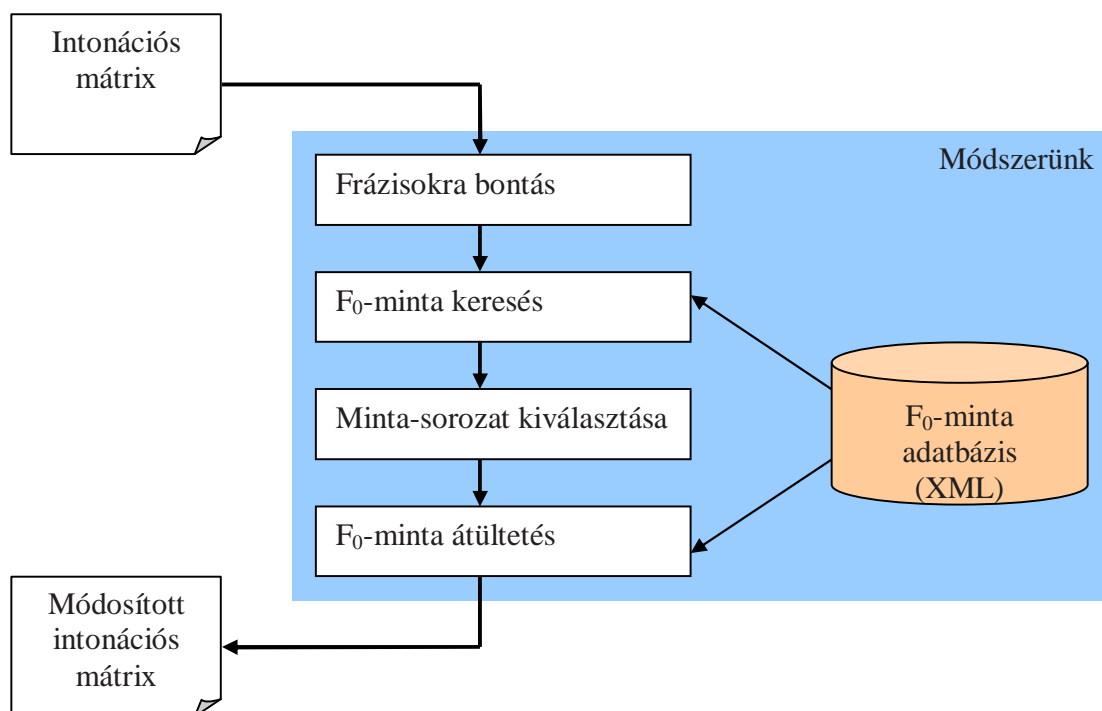 Intonációs
mátrix
Módszerünk
Frázisokra bontás
F₀-minta keresés
Minta-sorozat kiválasztása
F₀-minta
adatbázis
(XML)
F₀-minta átültetés
Módosított
intonációs
mátrix